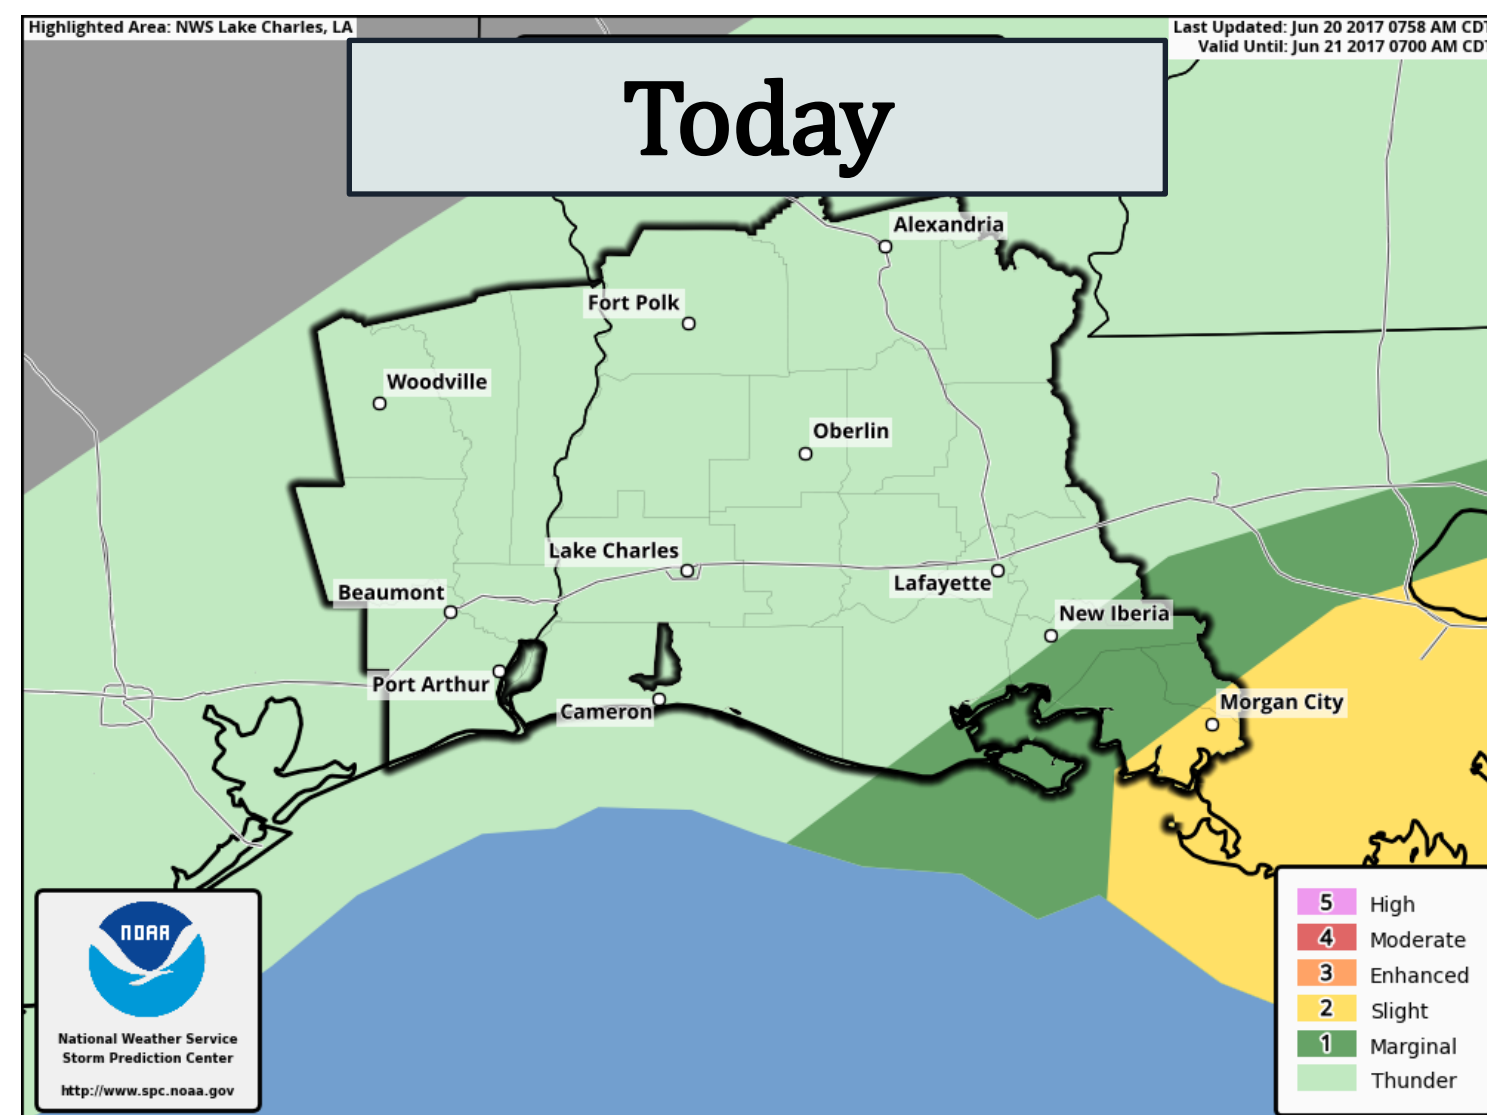 Highlighted Area: NWS Lake Charles, LA
Last Updated: Jun 20 2017 0758 AM CDT
Valid Until: Jun 21 2017 0700 AM CDT
Today
Alexandria
Fort Polk
Woodville
Oberlin
Lake Charles
Lafayette
Beaumont
New Iberia
Port Arthur
Cameron
Morgan City
NOAA
National Weather Service
Storm Prediction Center
http://www.spc.noaa.gov
5 High
4 Moderate
3 Enhanced
2 Slight
1 Marginal
Thunder